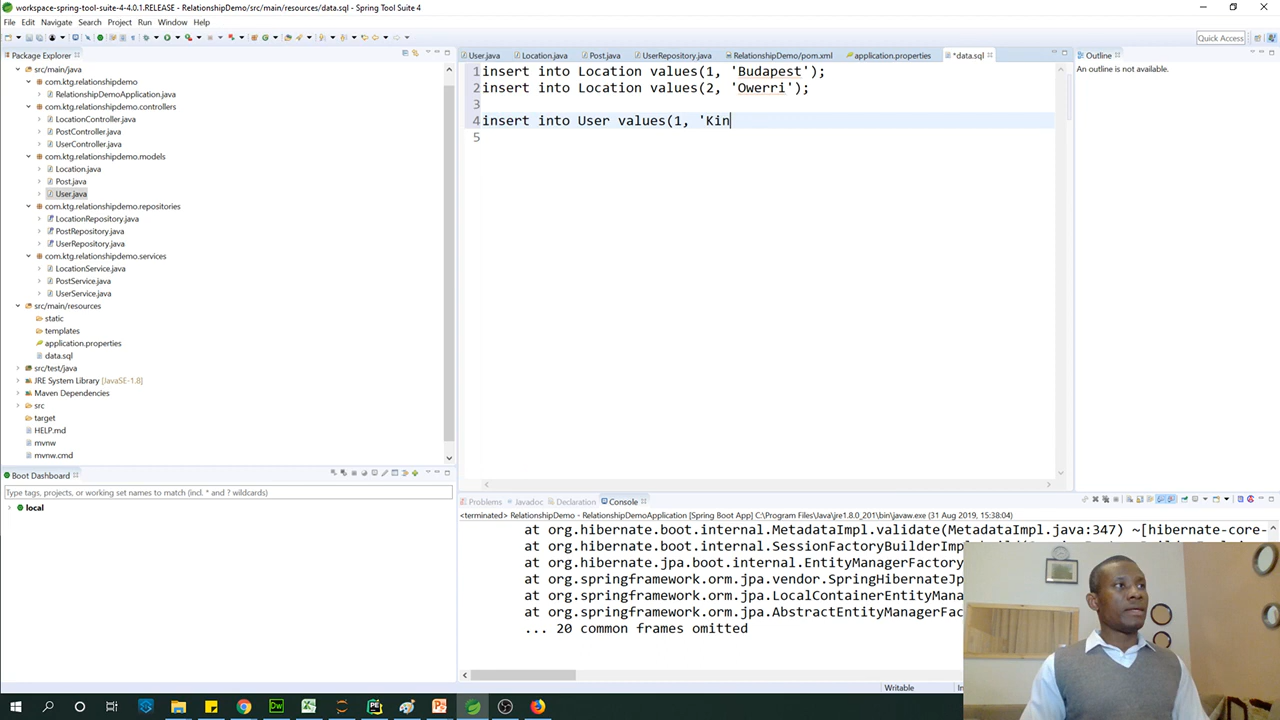 workspace-spring-tool-suite-4-4.0.1.RELEASE - RelationshipDemo/src/main/resources/data.sql - Spring Tool Suite 4
File Edit Navigate Search Project Run Window Help
Quick Access
Package Explorer
User.java Location.java Post.java UserRepository.java RelationshipDemo/pom.xml application.properties *data.sql
Outline
An outline is not available.
src/main/java
com.ktg.relationshipdemo
RelationshipDemoApplication.java
com.ktg.relationshipdemo.controllers
LocationController.java
PostController.java
UserController.java
com.ktg.relationshipdemo.models
Location.java
Post.java
User.java
com.ktg.relationshipdemo.repositories
LocationRepository.java
PostRepository.java
UserRepository.java
com.ktg.relationshipdemo.services
LocationService.java
PostService.java
UserService.java
src/main/resources
static
templates
application.properties
data.sql
src/test/java
JRE System Library [JavaSE-1.8]
Maven Dependencies
src
target
HELP.md
mvnw
mvnw.cmd
1 insert into Location values(1, 'Budapest');
2 insert into Location values(2, 'Owerri');
3
4 insert into User values(1, 'Kin
5
Boot Dashboard
Type tags, projects, or working set names to match (incl. * and ? wildcards)
local
Problems Javadoc Declaration Console
<terminated> RelationshipDemo - RelationshipDemoApplication [Spring Boot App] C:\Program Files\Java\jre1.8.0_201\bin\javaw.exe (31 Aug 2019, 15:38:04)
at org.hibernate.boot.internal.MetadataImpl.validate(MetadataImpl.java:347) ~[hibernate-core-
at org.hibernate.boot.internal.SessionFactoryBuilderImp
at org.hibernate.jpa.boot.internal.EntityManagerFactory
at org.springframework.orm.jpa.vendor.SpringHibernateJp
at org.springframework.orm.jpa.LocalContainerEntityMana
at org.springframework.orm.jpa.AbstractEntityManagerFac
... 20 common frames omitted
Writable